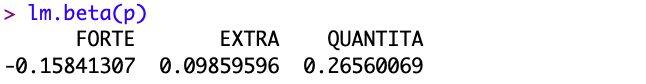 > lm.beta(p)
FORTE EXTRA QUANTITA
-0.15841307 0.09859596 0.26560069